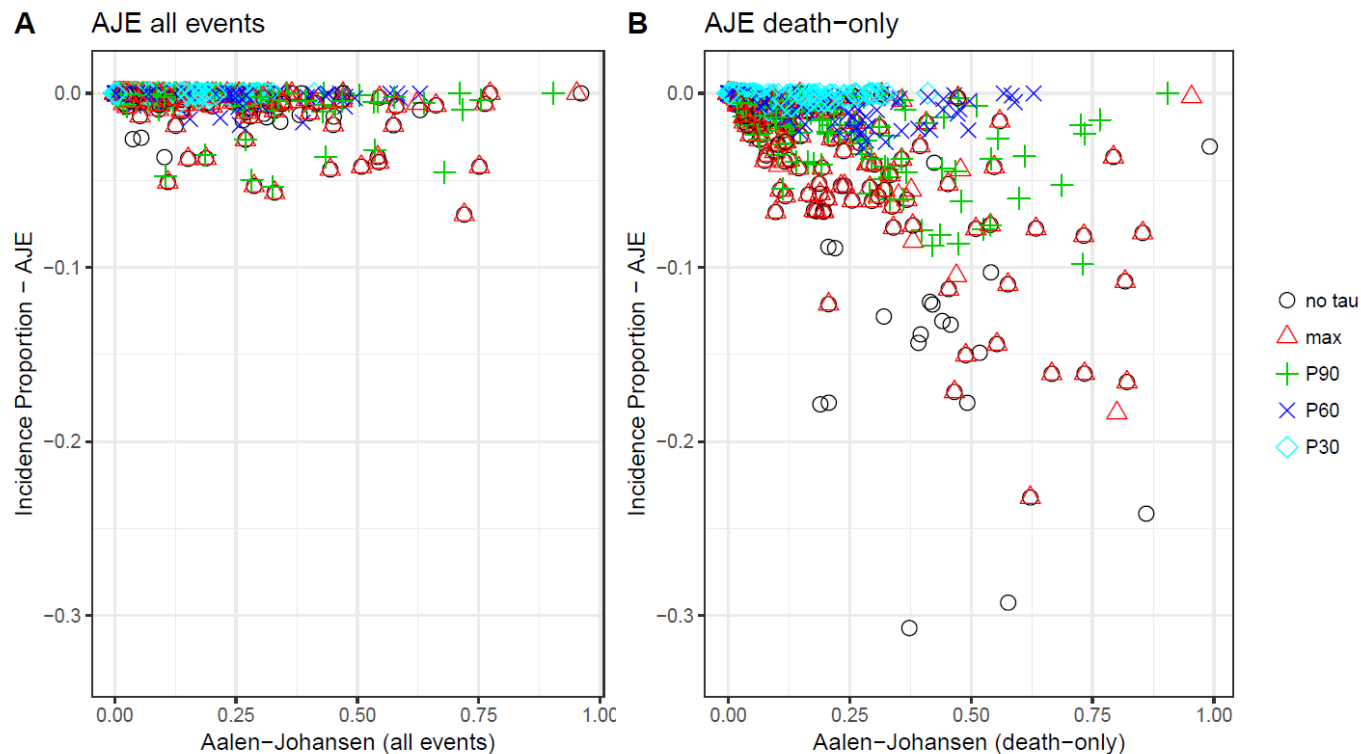 A AJE all events
Incidence Proportion − AJE
0.0
−0.1
−0.2
−0.3
0.00 0.25 0.50 0.75 1.00
Aalen−Johansen (all events)
B AJE death−only
Incidence Proportion − AJE
0.0
−0.1
−0.2
−0.3
0.00 0.25 0.50 0.75 1.00
Aalen−Johansen (death−only)
no tau
max
P90
P60
P30